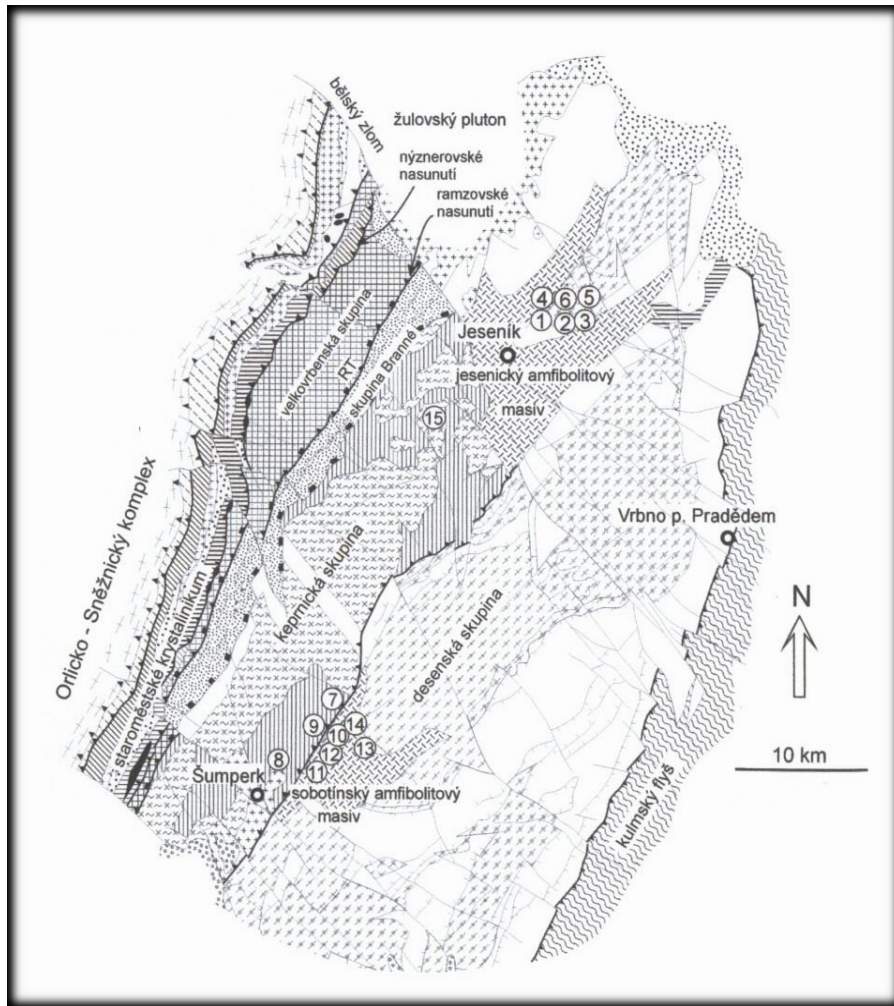 bělský zlom
žulovský pluton
nýznerovské
nasunutí
ramzovské
nasunutí
velkovrbenská skupina
RT
skupina Branné
4 6 5
1 2 3
Jeseník
jesenický amfibolitový
masiv
15
Orlicko - Sněžnický komplex
staroměstské krystalinikum
keprnická skupina
desenská skupina
Vrbno p. Pradědem
N
10 km
7
9 10 14
8 12 13
11
Šumperk
sobotínský amfibolitový
masiv
kulmský flyš